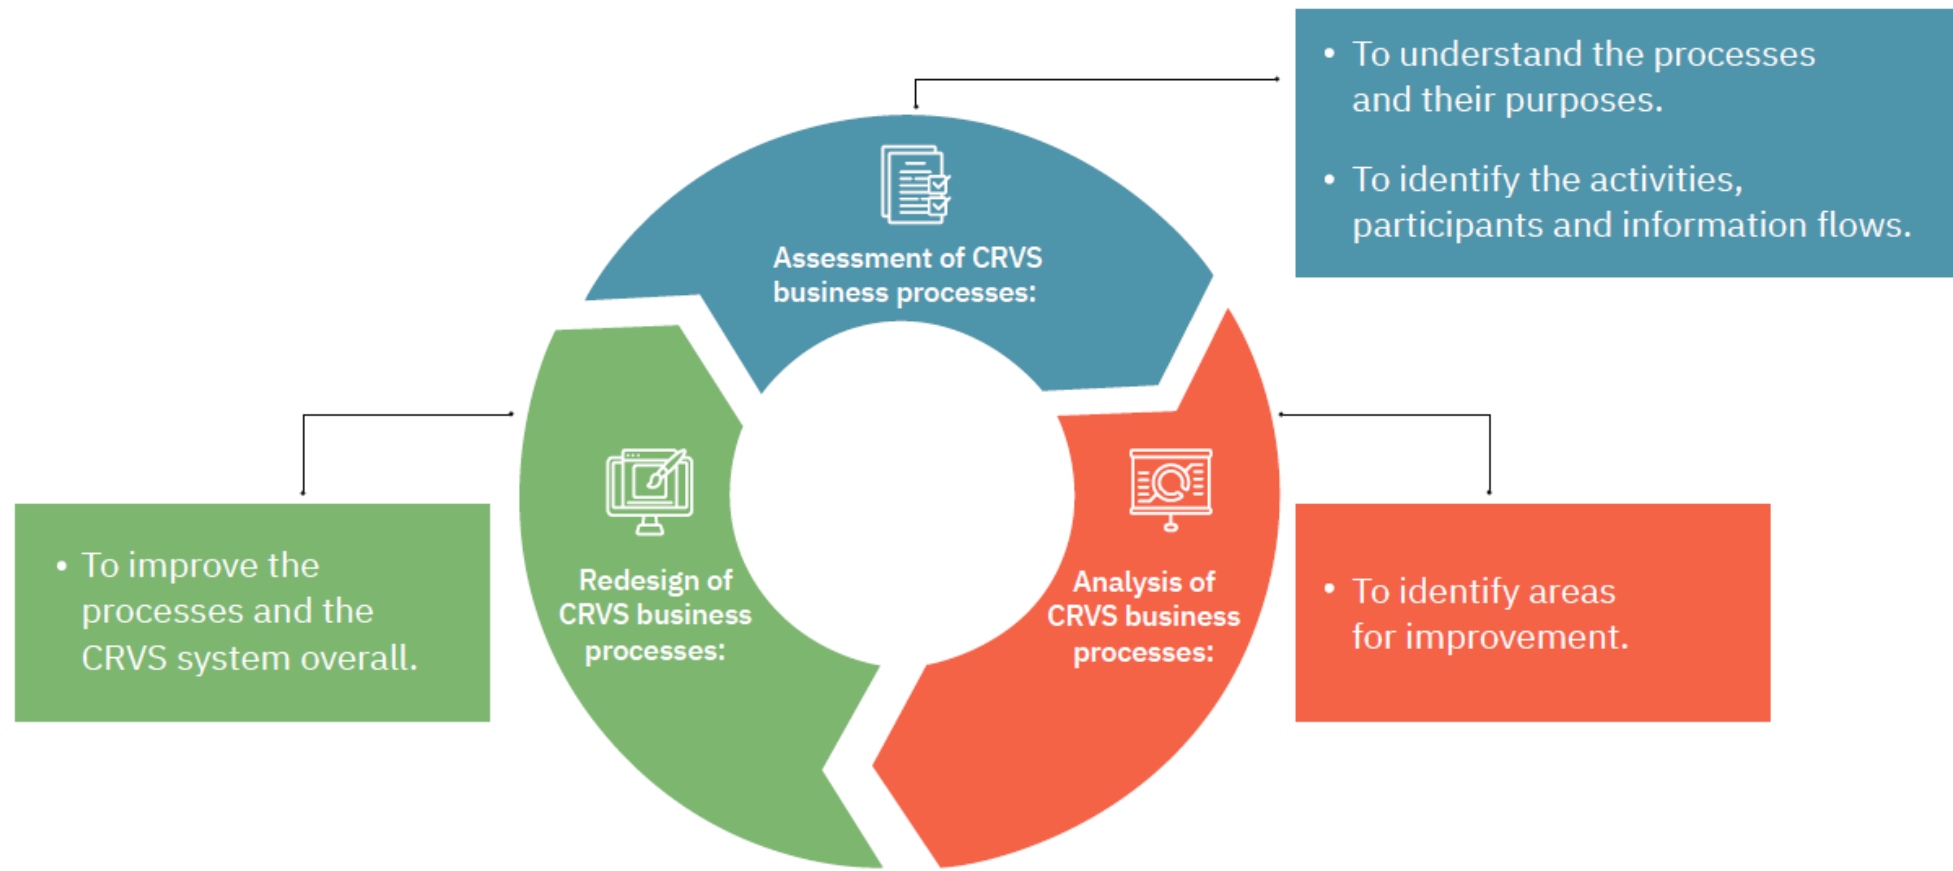 Assessment of CRVS
business processes:
• To understand the processes
and their purposes.
• To identify the activities,
participants and information flows.
Analysis of
CRVS business
processes:
• To identify areas
for improvement.
Redesign of
CRVS business
processes:
• To improve the
processes and the
CRVS system overall.